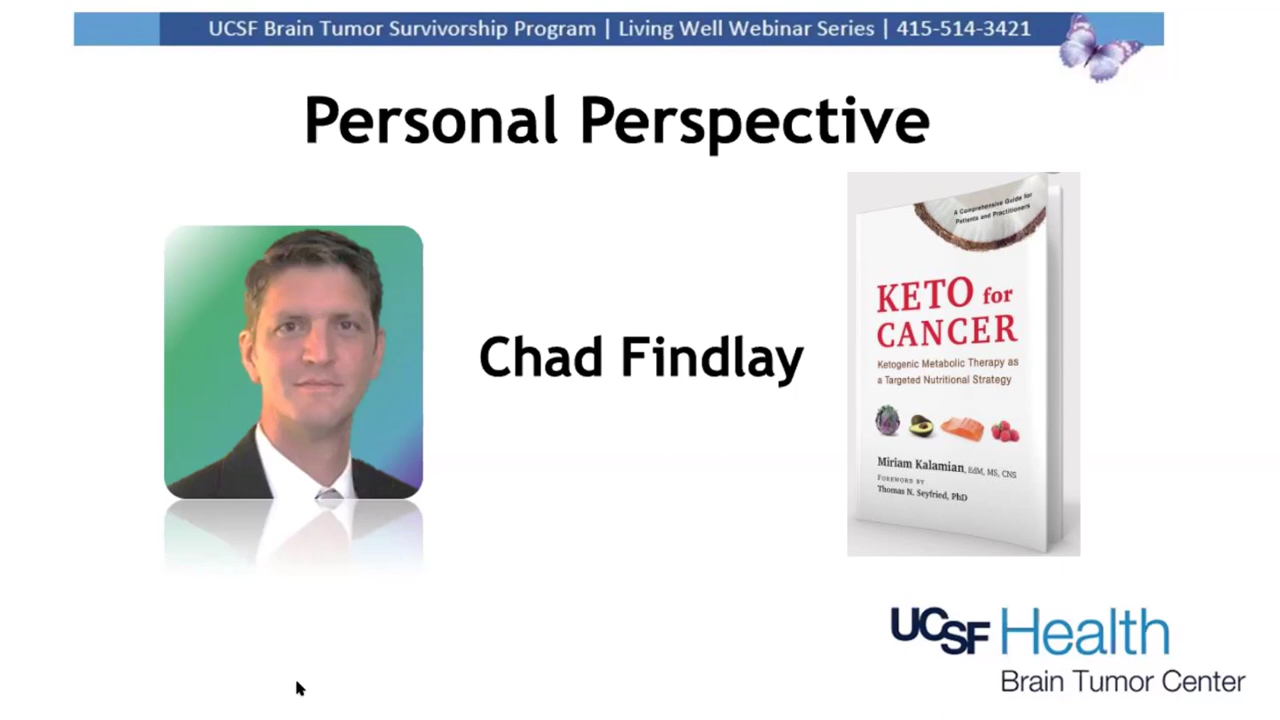 UCSF Brain Tumor Survivorship Program | Living Well Webinar Series | 415-514-3421
Personal Perspective
Chad Findlay
A Comprehensive Guide for
Patients and Practitioners
KETO for
CANCER
Ketogenic Metabolic Therapy as
a Targeted Nutritional Strategy
Miriam Kalamian, EdM, MS, CNS
FOREWORD BY
Thomas N. Seyfried, PhD
UCSF Health
Brain Tumor Center